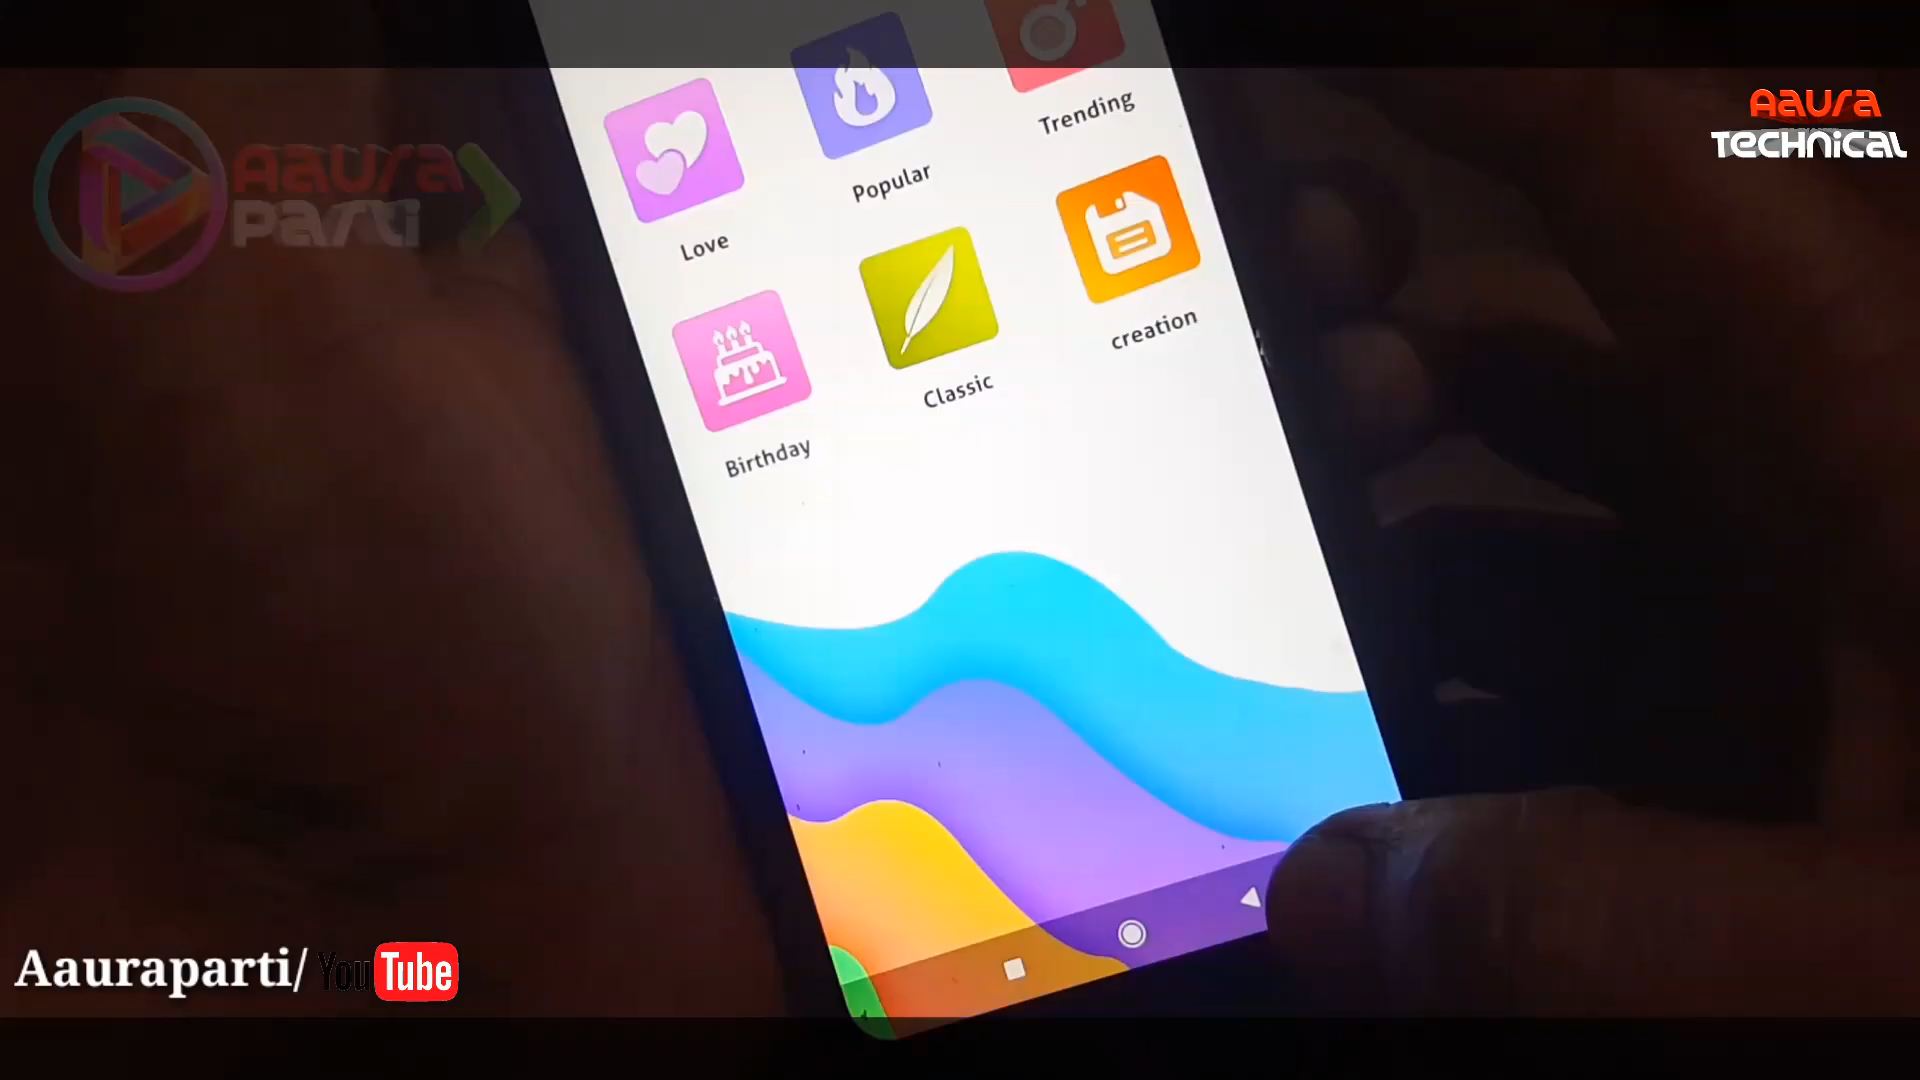 Aaura
Technical
Aaura
Parti
Trending
Popular
Love
creation
Classic
Birthday
Aauraparti/ YouTube